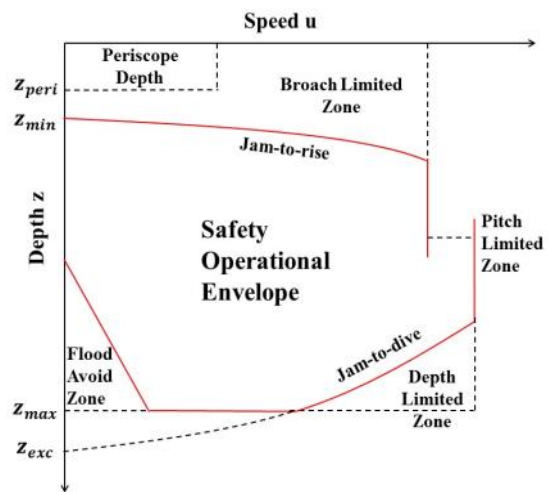 Speed u
Periscope
Depth
z_peri
Broach Limited
Zone
z_min
Jam-to-rise
Depth z
Safety
Operational
Envelope
Pitch
Limited
Zone
Flood
Avoid
Zone
Jam-to-dive
Depth
Limited
Zone
z_max
z_exc